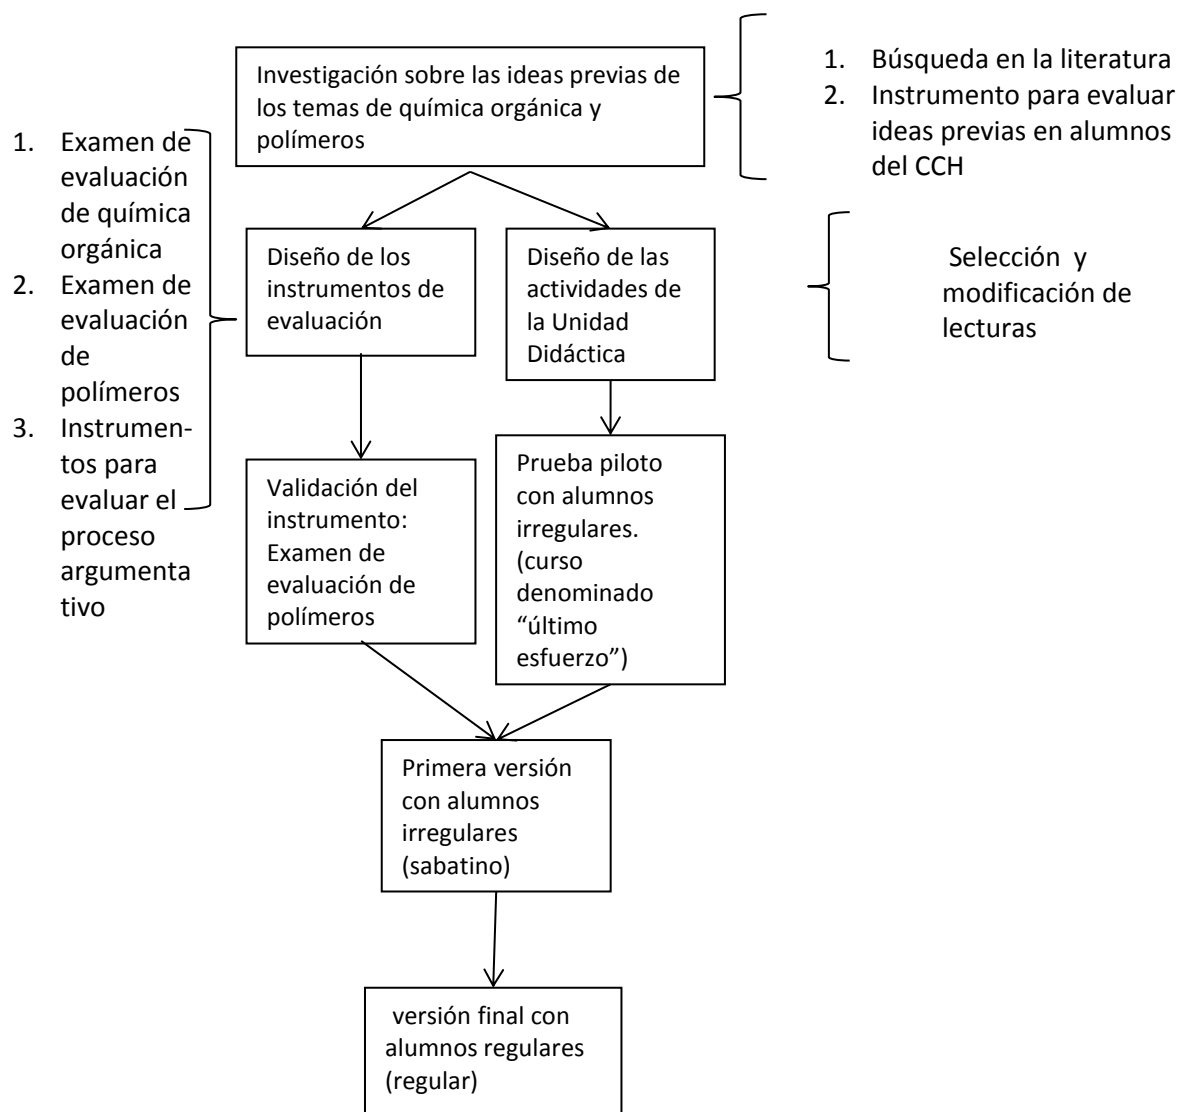 Investigación sobre las ideas previas de
los temas de química orgánica y
polímeros
1. Búsqueda en la literatura
2. Instrumento para evaluar
ideas previas en alumnos
del CCH
1. Examen de
evaluación
de química
orgánica
2. Examen de
evaluación
de
polímeros
3. Instrumen-
tos para
evaluar el
proceso
argumenta
tivo
Diseño de los
instrumentos de
evaluación
Diseño de las
actividades de
la Unidad
Didáctica
Selección y
modificación de
lecturas
Validación del
instrumento:
Examen de
evaluación de
polímeros
Prueba piloto
con alumnos
irregulares.
(curso
denominado
“último
esfuerzo”)
Primera versión
con alumnos
irregulares
(sabatino)
versión final con
alumnos regulares
(regular)